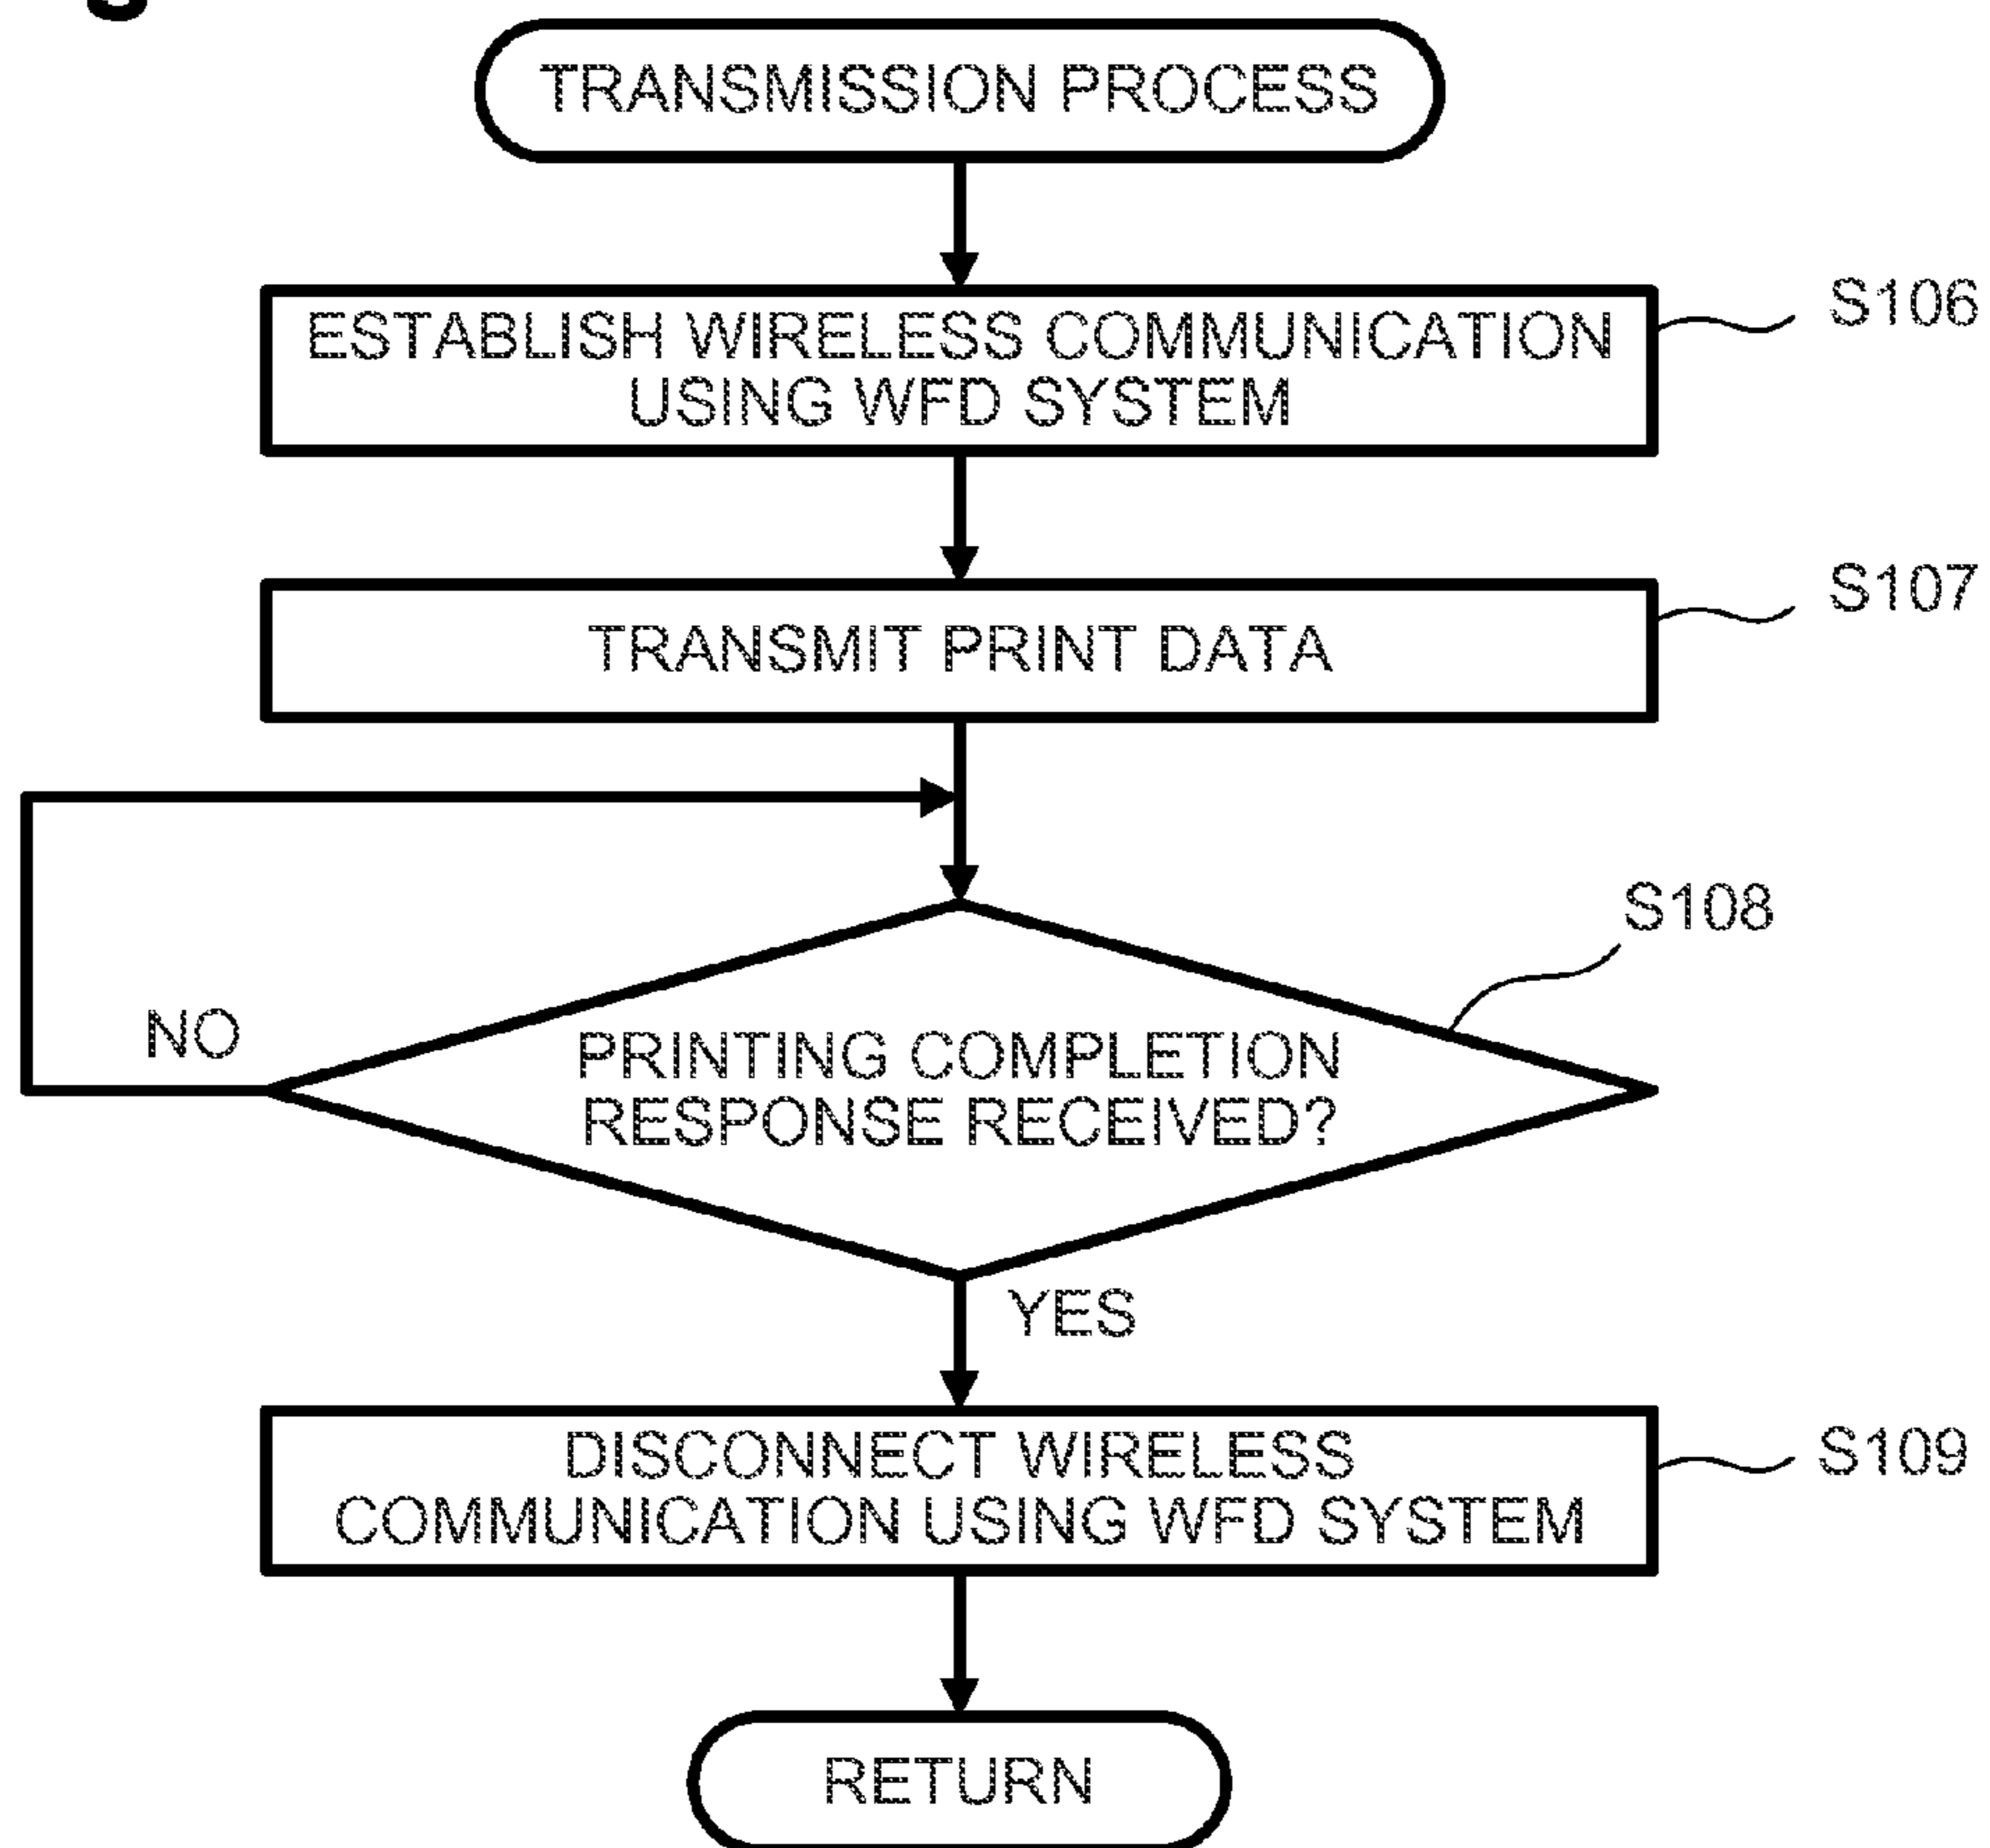 TRANSMISSION PROCESS
ESTABLISH WIRELESS COMMUNICATION
USING WFD SYSTEM
S106
TRANSMIT PRINT DATA
S107
S108
NO
PRINTING COMPLETION
RESPONSE RECEIVED?
YES
DISCONNECT WIRELESS
COMMUNICATION USING WFD SYSTEM
S109
RETURN